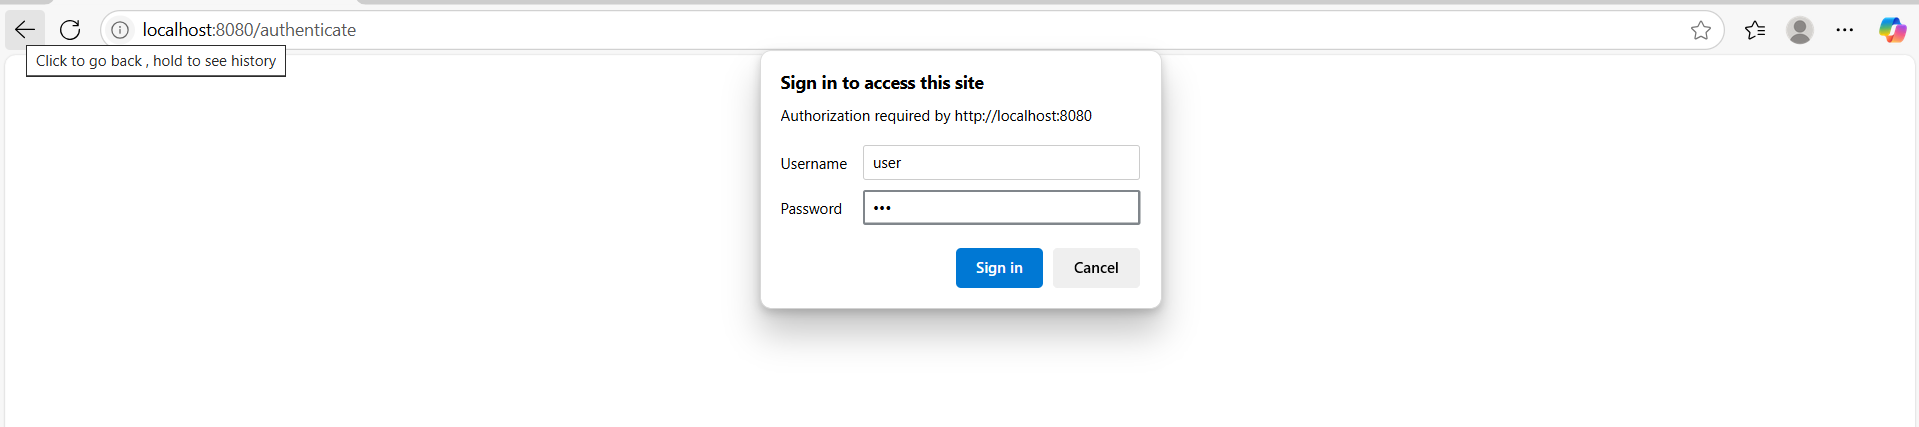 localhost:8080/authenticate
Click to go back , hold to see history
Sign in to access this site
Authorization required by http://localhost:8080
Username user
Password •••
Sign in Cancel